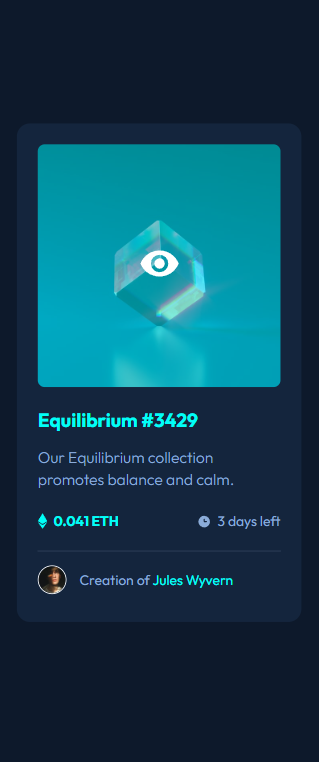 Equilibrium #3429
Our Equilibrium collection
promotes balance and calm.
0.041 ETH 3 days left
Creation of Jules Wyvern